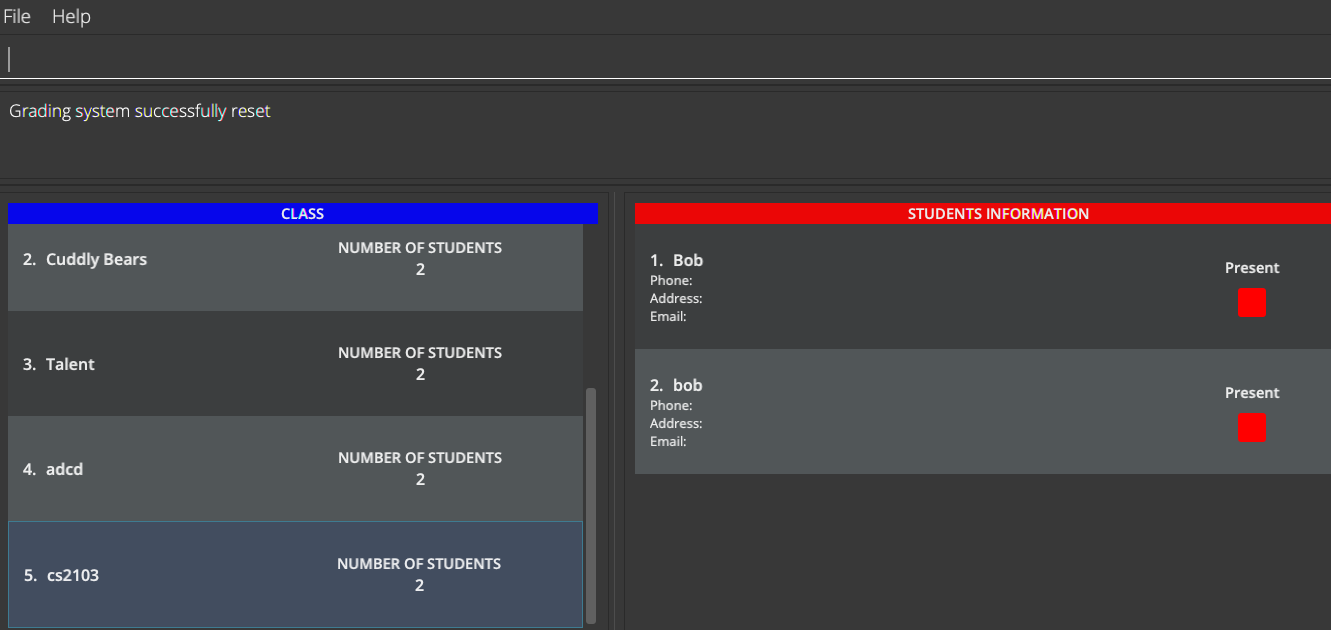 File Help
Grading system successfully reset
CLASS
2. Cuddly Bears
NUMBER OF STUDENTS
2
3. Talent
NUMBER OF STUDENTS
2
4. adcd
NUMBER OF STUDENTS
2
5. cs2103
NUMBER OF STUDENTS
2
STUDENTS INFORMATION
1. Bob
Phone:
Address:
Email:
Present
2. bob
Phone:
Address:
Email:
Present